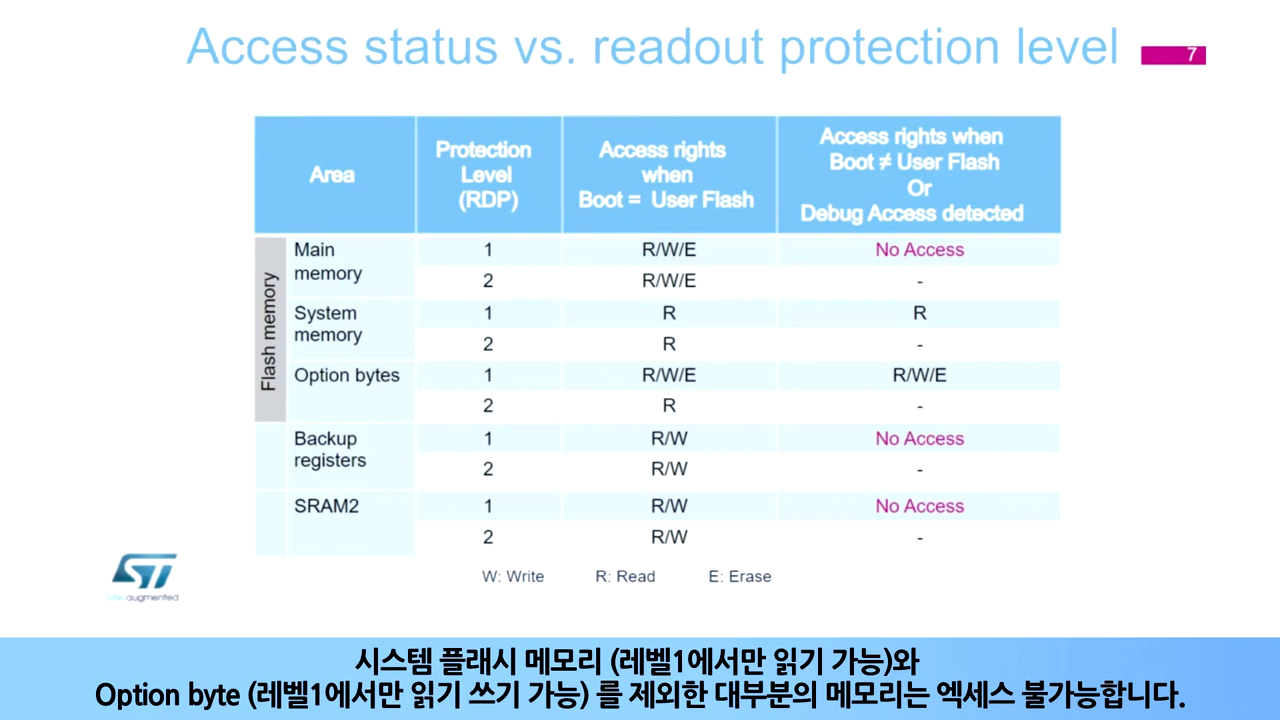 Access status vs. readout protection level
7
Area
Protection Level (RDP)
Access rights when Boot = User Flash
Access rights when Boot ≠ User Flash Or Debug Access detected
Flash memory
Main memory
1 R/W/E No Access
2 R/W/E -
System memory
1 R R
2 R -
Option bytes
1 R/W/E R/W/E
2 R -
Backup registers
1 R/W No Access
2 R/W -
SRAM2
1 R/W No Access
2 R/W -
W: Write R: Read E: Erase
ST
life.augmented
시스템 플래시 메모리 (레벨1에서만 읽기 가능)와
Option byte (레벨1에서만 읽기 쓰기 가능) 를 제외한 대부분의 메모리는 엑세스 불가능합니다.